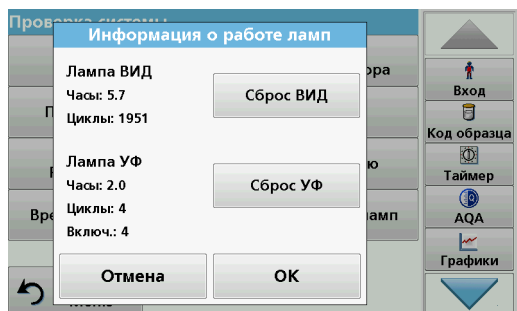 Проверка системы
Информация о работе ламп
Лампа ВИД
Часы: 5.7
Циклы: 1951
Сброс ВИД
Лампа УФ
Часы: 2.0
Циклы: 4
Включ.: 4
Сброс УФ
Отмена
OK
Вход
Код образца
Таймер
AQA
Графики